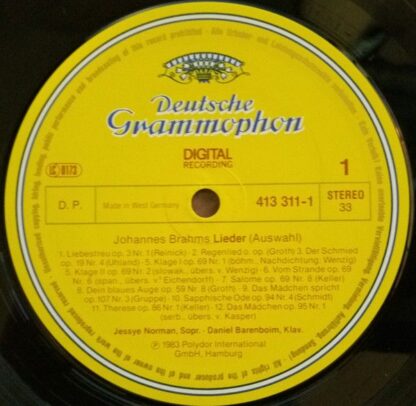 Deutsche
Grammophon
DIGITAL
RECORDING
LC 0173
1
D. P.
Made in West Germany
413 311-1
STEREO
33
Johannes Brahms Lieder (Auswahl)
1. Liebestreu op. 3 Nr. 1 (Reinick) · 2. Regenlied o. op. (Groth) 3. Der Schmied
op. 19 Nr. 4 (Uhland) · 5. Klage I op. 69 Nr. 1 (böhm., Nachdichtung: Wenzig)
5. Klage II op. 69 Nr. 2 (slowak., übers. v. Wenzig) · 6. Vom Strande op. 69
Nr. 6 (span., übers. v. Eichendorff) · 7. Salome op. 69 Nr. 8 (Keller)
8. Dein blaues Auge op. 59 Nr. 8 (Groth) · 9. Das Mädchen spricht
op. 107 Nr. 3 (Gruppe) · 10. Sapphische Ode op. 94 Nr. 4 (Schmidt)
11. Therese op. 86 Nr. 1 (Keller) · 12. Das Mädchen op. 95 Nr. 1
(serb., übers. v. Kasper)
Jessye Norman, Sopr. · Daniel Barenboim, Klav.
℗ 1983 Polydor International
GmbH, Hamburg